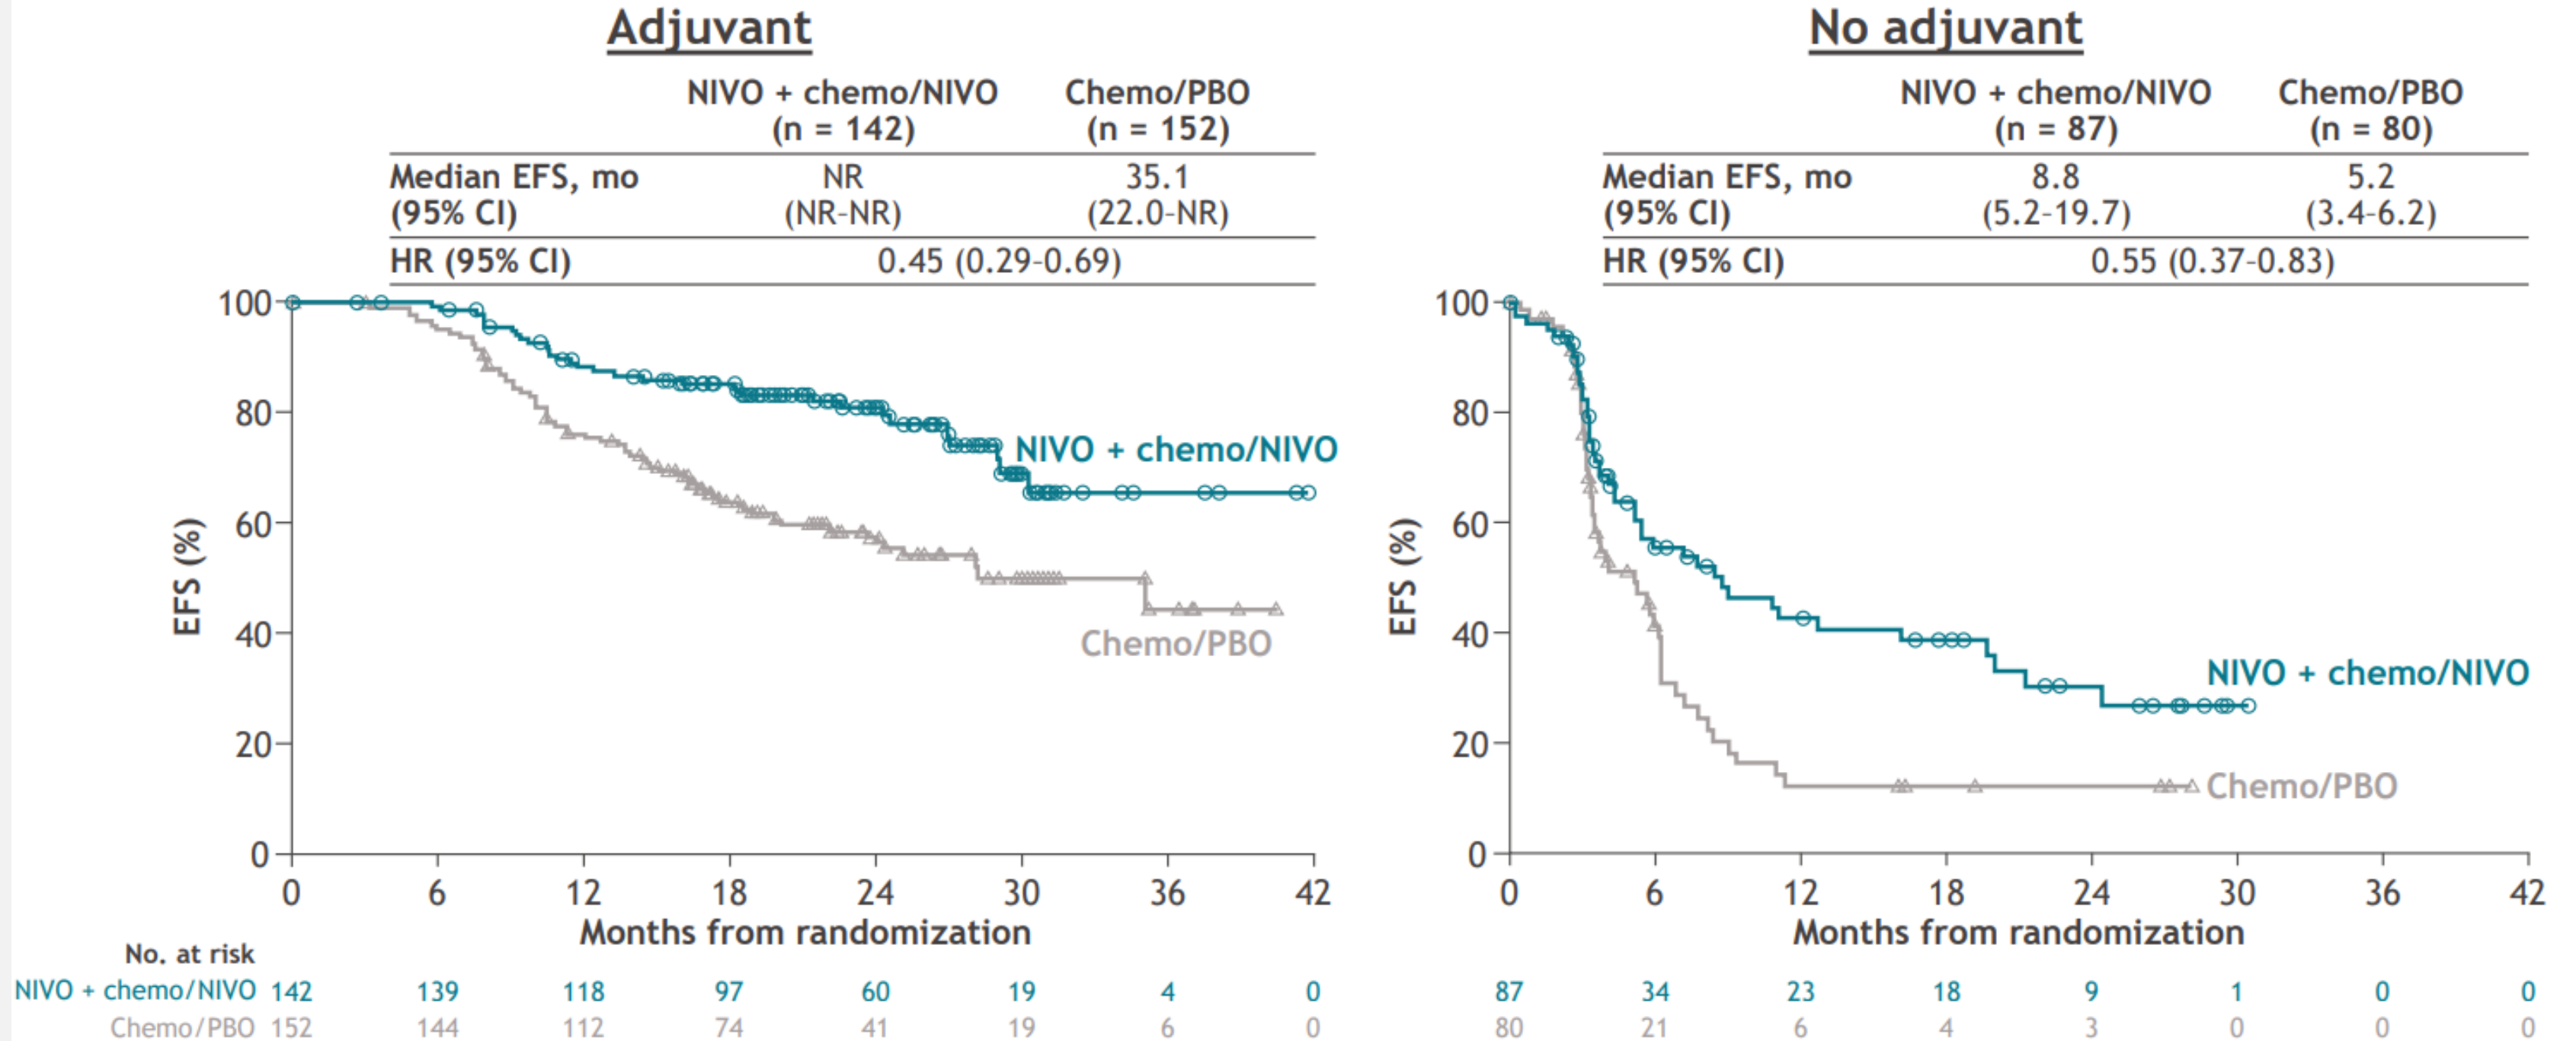 Adjuvant
NIVO + chemo/NIVO Chemo/PBO
(n = 142) (n = 152)
Median EFS, mo NR 35.1
(95% CI) (NR-NR) (22.0-NR)
HR (95% CI) 0.45 (0.29-0.69)
100
80
60
40
20
0
EFS (%)
NIVO + chemo/NIVO
Chemo/PBO
0 6 12 18 24 30 36 42
Months from randomization
No. at risk
NIVO + chemo/NIVO 142 139 118 97 60 19 4 0
Chemo/PBO 152 144 112 74 41 19 6 0
No adjuvant
NIVO + chemo/NIVO Chemo/PBO
(n = 87) (n = 80)
Median EFS, mo 8.8 5.2
(95% CI) (5.2-19.7) (3.4-6.2)
HR (95% CI) 0.55 (0.37-0.83)
100
80
60
40
20
0
EFS (%)
NIVO + chemo/NIVO
Chemo/PBO
0 6 12 18 24 30 36 42
Months from randomization
87 34 23 18 9 1 0 0
80 21 6 4 3 0 0 0